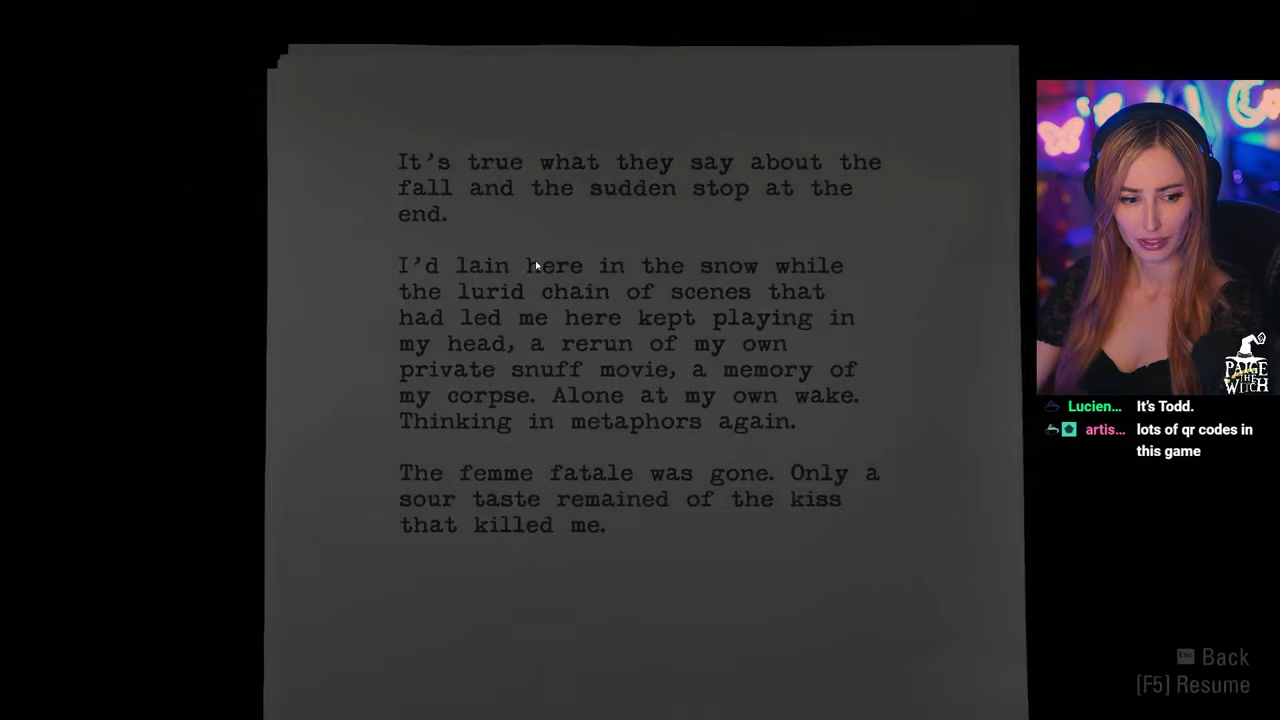 It's true what they say about the
fall and the sudden stop at the
end.
I'd lain here in the snow while
the lurid chain of scenes that
had led me here kept playing in
my head, a rerun of my own
private snuff movie, a memory of
my corpse. Alone at my own wake.
Thinking in metaphors again.
The femme fatale was gone. Only a
sour taste remained of the kiss
that killed me.
PAIGE
THE
WITCH
Lucien... It's Todd.
artis... lots of qr codes in
this game
Esc Back
[F5] Resume